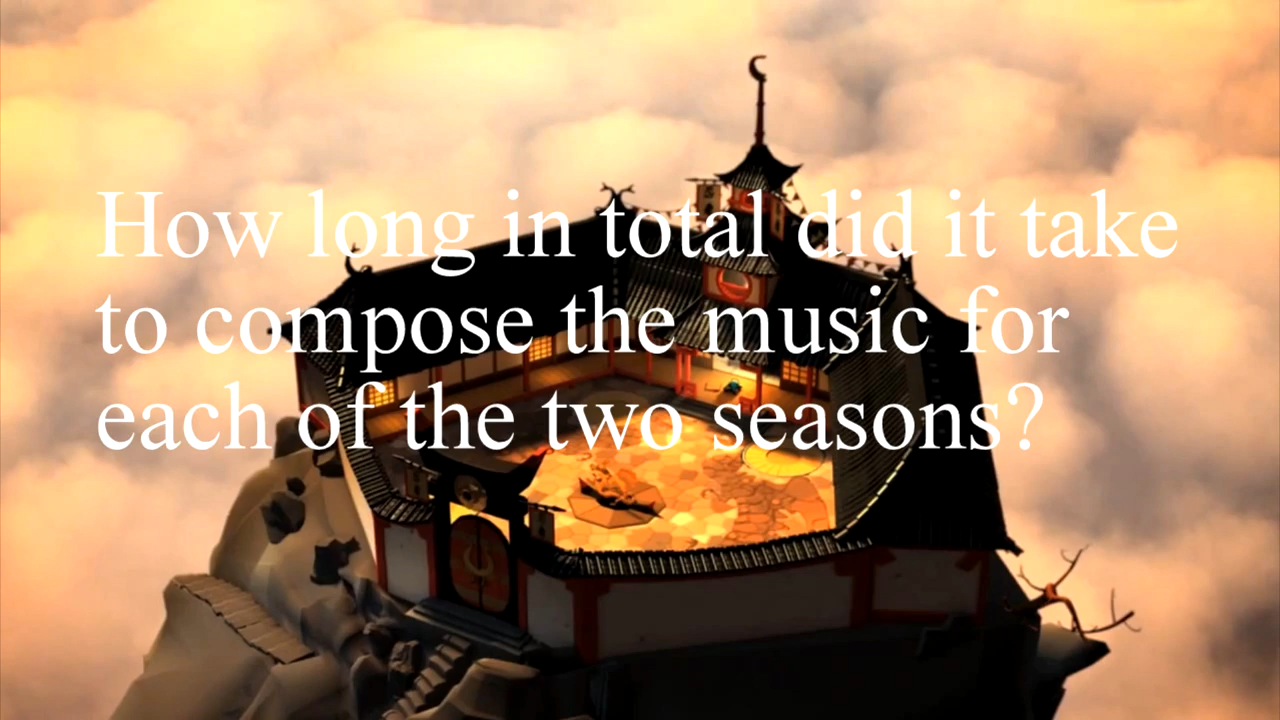 How long in total did it take
to compose the music for
each of the two seasons?